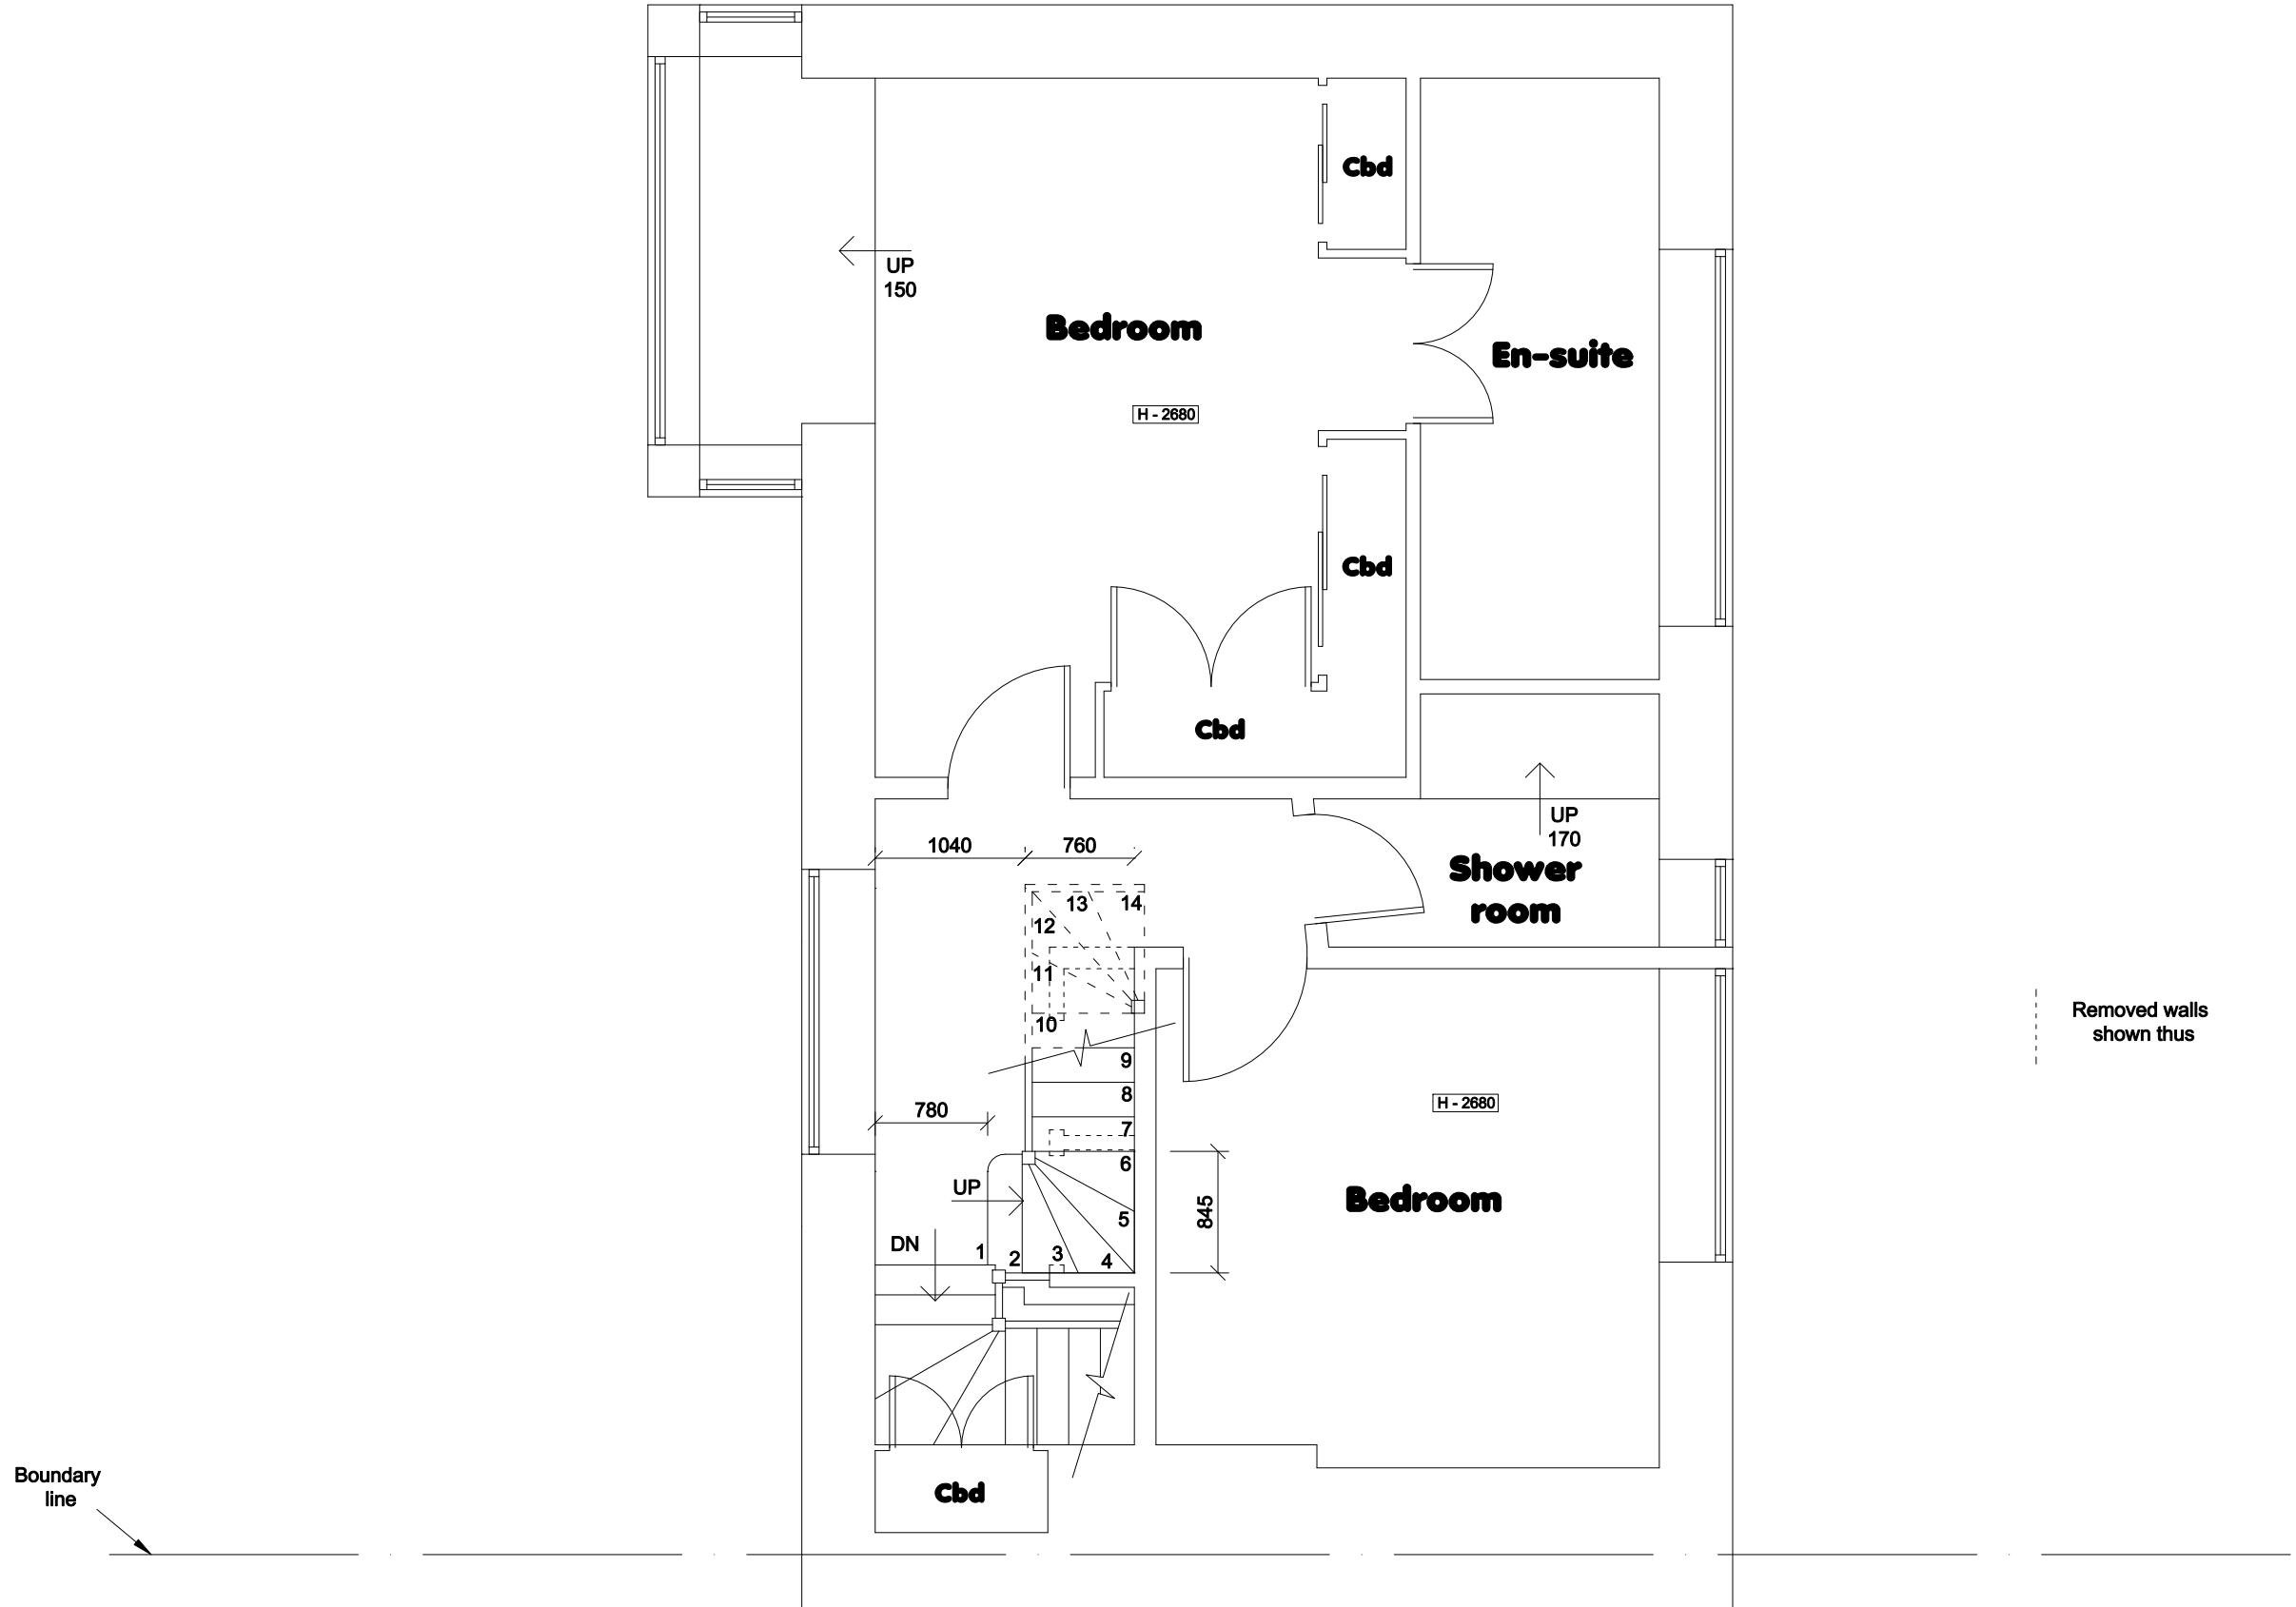 Cbd
UP
150
Bedroom
En-suite
H - 2680
Cbd
Cbd
UP
170
1040
760
Shower
room
13
14
12
11
10
Removed walls
shown thus
9
8
7
780
H - 2680
6
UP
Bedroom
845
5
DN
1
2
3
4
Boundary
line
Cbd